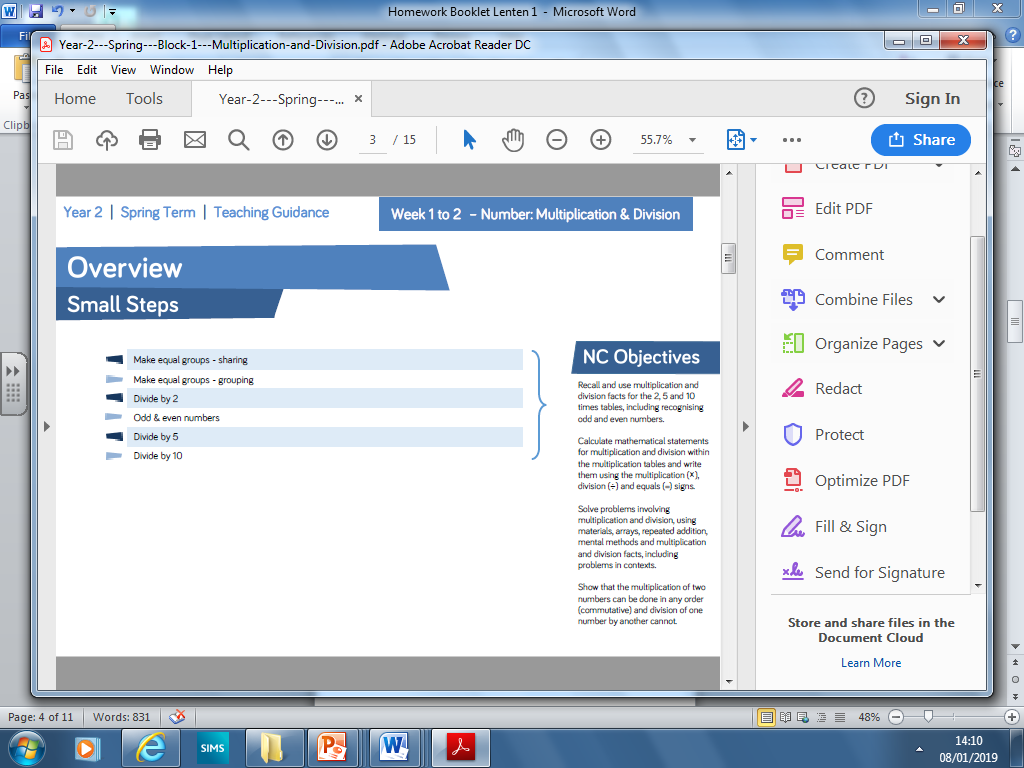 Homework Booklet Lenten 1 - Microsoft Word
Year-2---Spring---Block-1---Multiplication-and-Division.pdf - Adobe Acrobat Reader DC
File Edit View Window Help
Home Tools Year-2---Spring---... × ? Sign In
3 / 15 55.7% Share
Create PDF
Year 2 | Spring Term | Teaching Guidance
Week 1 to 2 – Number: Multiplication & Division
Edit PDF
Comment
Combine Files
Organize Pages
Redact
Protect
Optimize PDF
Fill & Sign
Send for Signature
Store and share files in the
Document Cloud
Learn More
Overview
Small Steps
Make equal groups - sharing
Make equal groups - grouping
Divide by 2
Odd & even numbers
Divide by 5
Divide by 10
NC Objectives
Recall and use multiplication and
division facts for the 2, 5 and 10
times tables, including recognising
odd and even numbers.
Calculate mathematical statements
for multiplication and division within
the multiplication tables and write
them using the multiplication (×),
division (÷) and equals (=) signs.
Solve problems involving
multiplication and division, using
materials, arrays, repeated addition,
mental methods and multiplication
and division facts, including
problems in contexts.
Show that the multiplication of two
numbers can be done in any order
(commutative) and division of one
number by another cannot.
Fi
Pas
Clipb
ce
Page: 4 of 11 Words: 831 48%
SIMS
14:10
08/01/2019